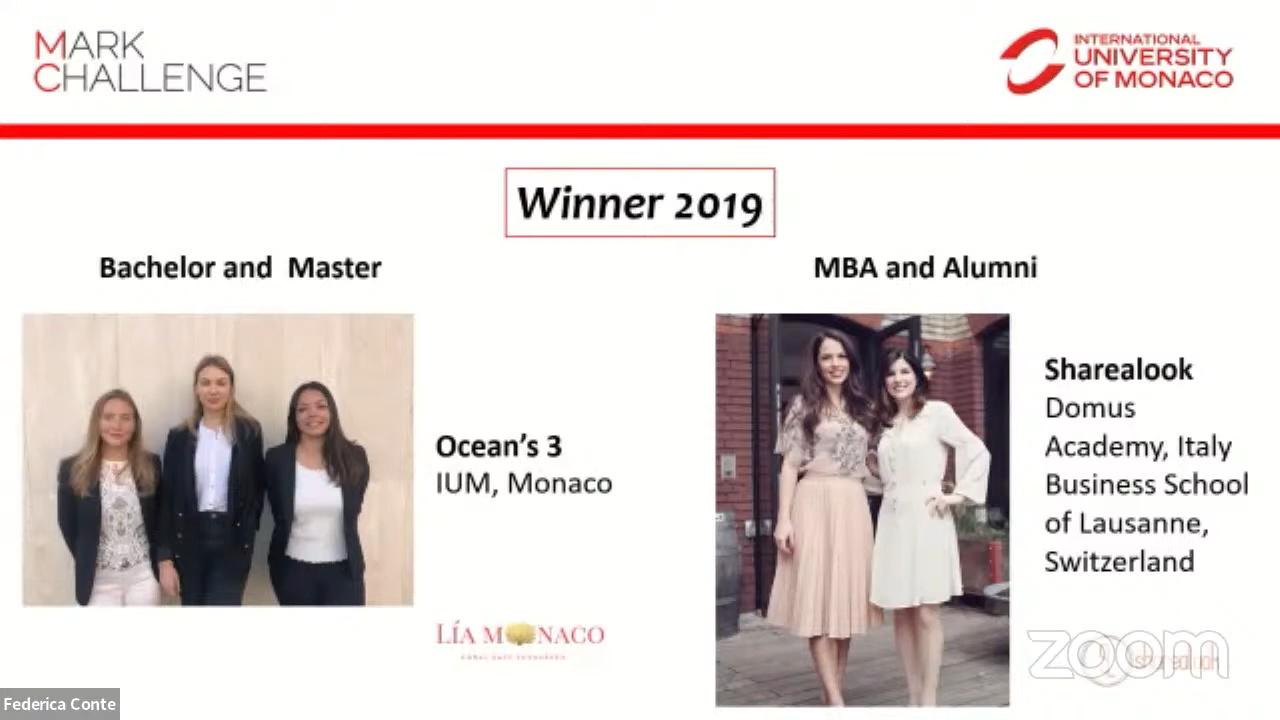 MARK
CHALLENGE
INTERNATIONAL
UNIVERSITY
OF MONACO
Winner 2019
Bachelor and Master
MBA and Alumni
Ocean's 3
IUM, Monaco
LÍA MONACO
Sharealook
Domus
Academy, Italy
Business School
of Lausanne,
Switzerland
zoom
Federica Conte